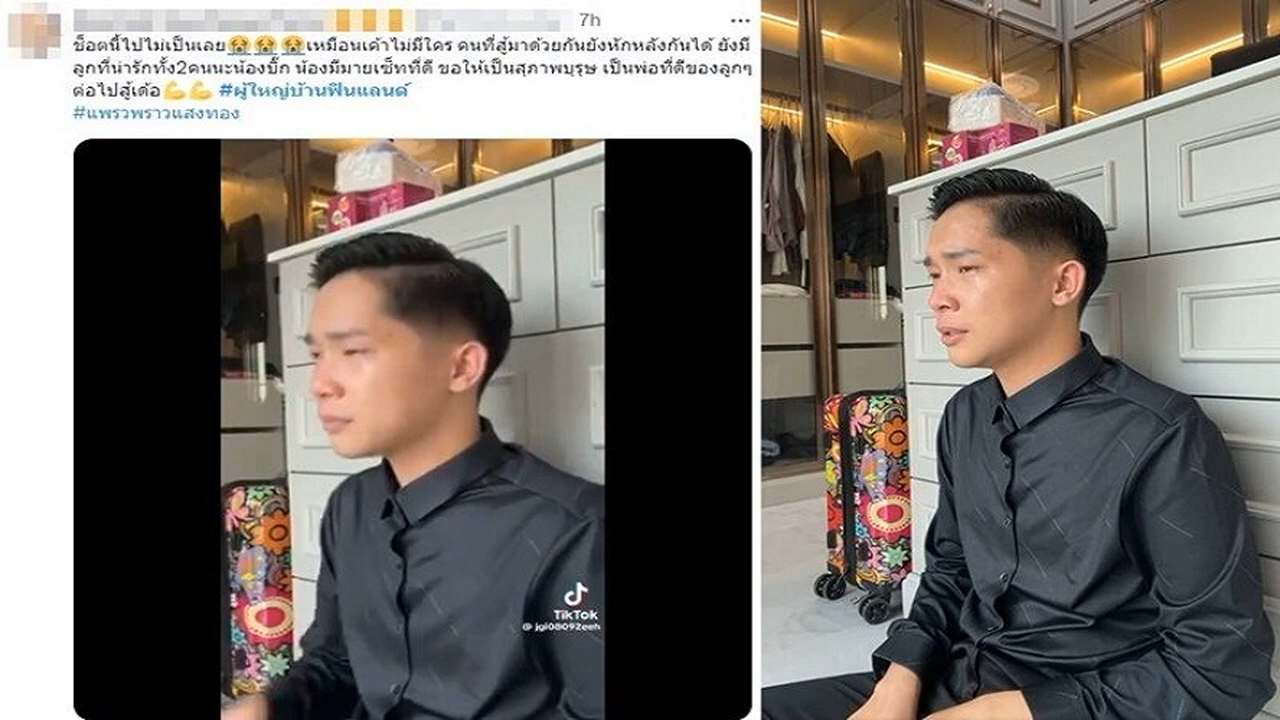 7h
ช็อตนี้ไปไม่เป็นเลย😭😭😭เหมือนเค้าไม่มีใคร คนที่สู้มาด้วยกันยังหักหลังกันได้ ยังมี
ลูกที่น่ารักทั้ง2คนนะน้องบิ๊ก น้องมีมายเซ็ทที่ดี ขอให้เป็นสุภาพบุรุษ เป็นพ่อที่ดีของลูกๆ
ต่อไปสู้เด้อ💪💪 #ผู้ใหญ่บ้านฟินแลนด์
#แพรวพราวแสงทอง
TikTok
@jgi08092eeh